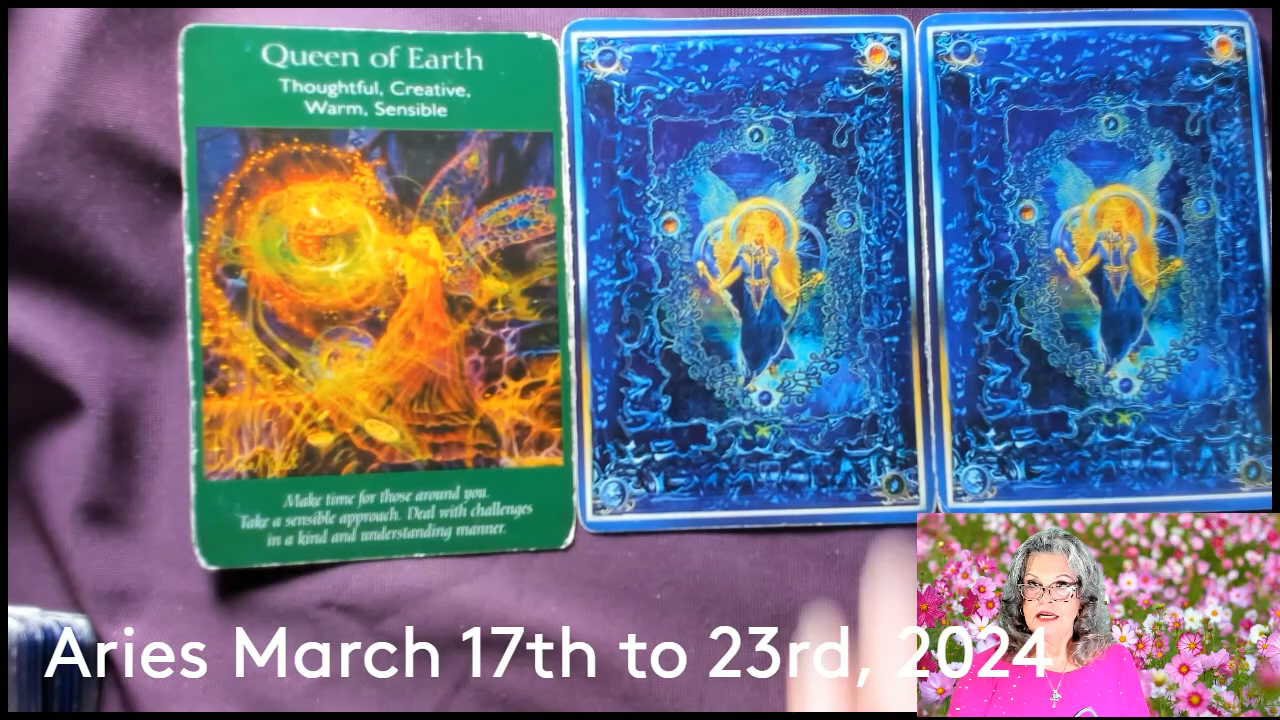 Queen of Earth
Thoughtful, Creative,
Warm, Sensible
Make time for those around you.
Take a sensible approach. Deal with challenges
in a kind and understanding manner.
Aries March 17th to 23rd, 2024